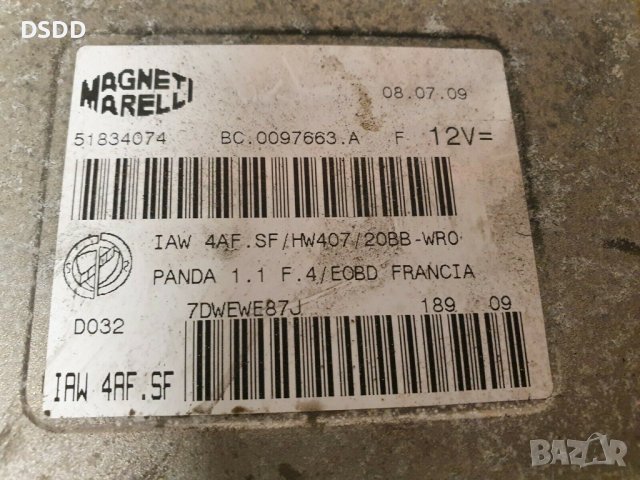 DSDD
MAGNETI
MARELLI
08.07.09
51834074 BC.0097663.A F 12V=
IAW 4AF.SF/HW407/20BB-WR0
PANDA 1.1 F.4/EOBD FRANCIA
7DWEWE87J 189 09
D032
IAW 4AF.SF
BAZAR